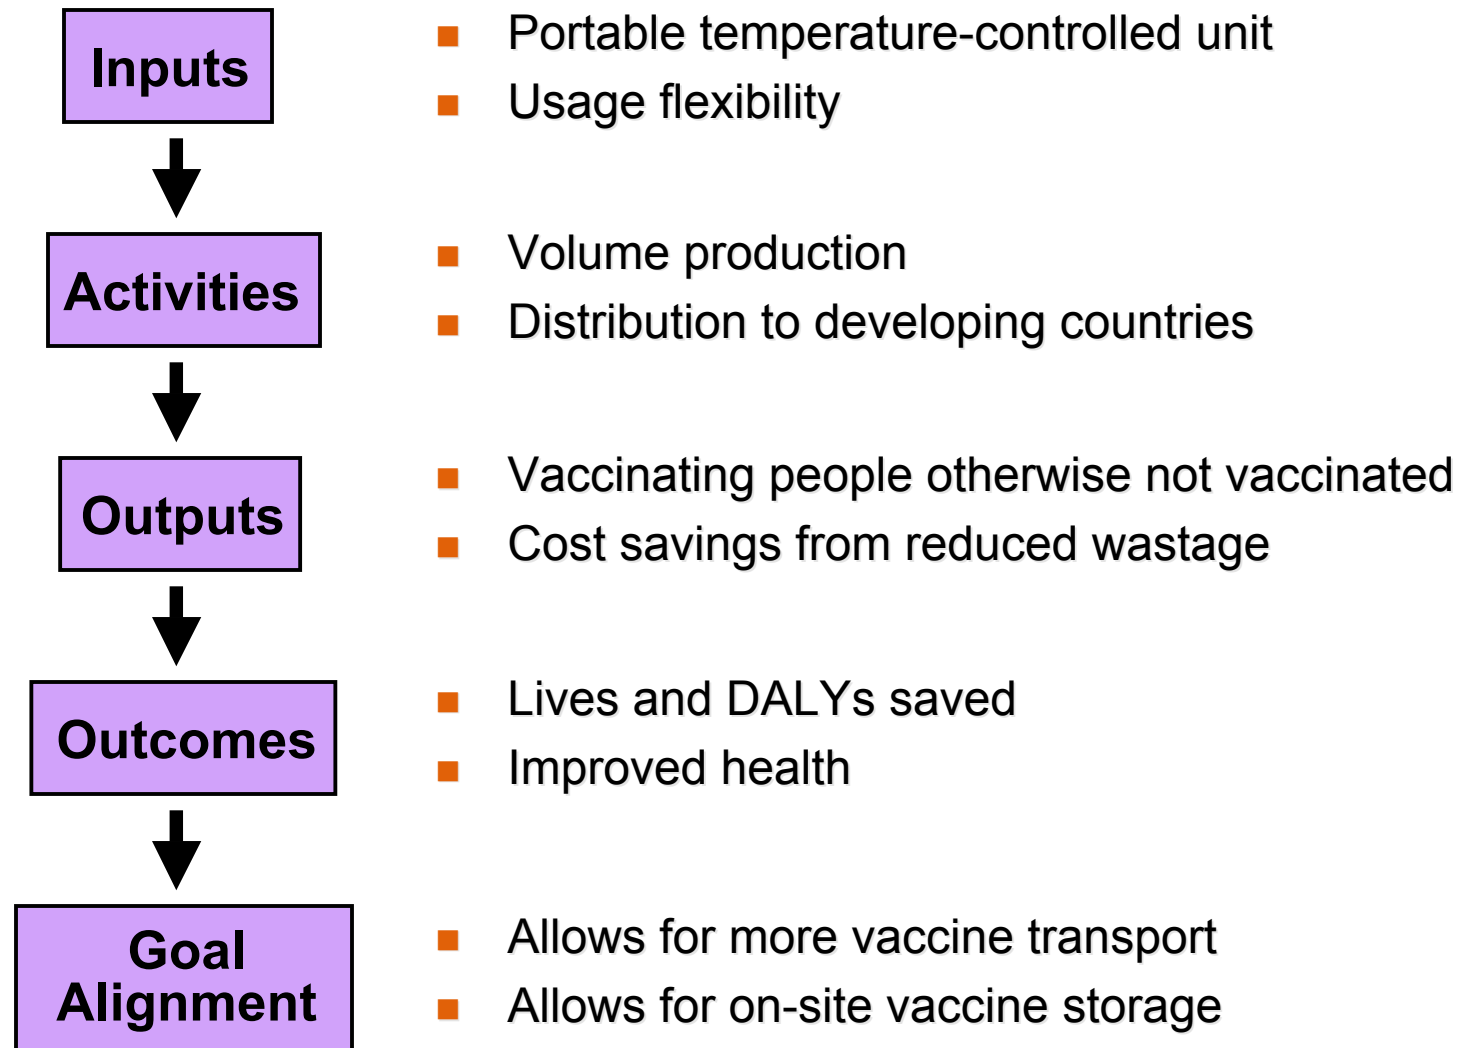 Inputs
Portable temperature-controlled unit
Usage flexibility
Activities
Volume production
Distribution to developing countries
Outputs
Vaccinating people otherwise not vaccinated
Cost savings from reduced wastage
Outcomes
Lives and DALYs saved
Improved health
Goal
Alignment
Allows for more vaccine transport
Allows for on-site vaccine storage